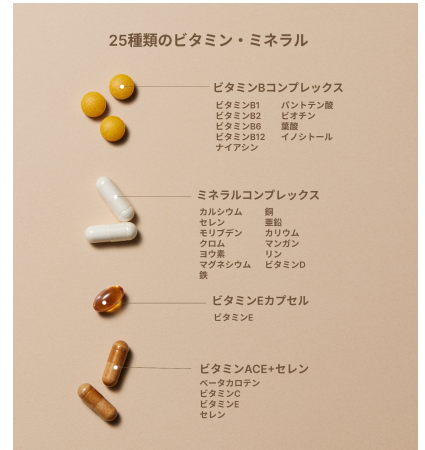 25種類のビタミン・ミネラル
ビタミンBコンプレックス
ビタミンB1 パントテン酸
ビタミンB2 ビオチン
ビタミンB6 葉酸
ビタミンB12 イノシトール
ナイアシン
ミネラルコンプレックス
カルシウム 銅
セレン 亜鉛
モリブデン カリウム
クロム マンガン
ヨウ素 リン
マグネシウム ビタミンD
鉄
ビタミンEカプセル
ビタミンE
ビタミンACE+セレン
ベータカロテン
ビタミンC
ビタミンE
セレン